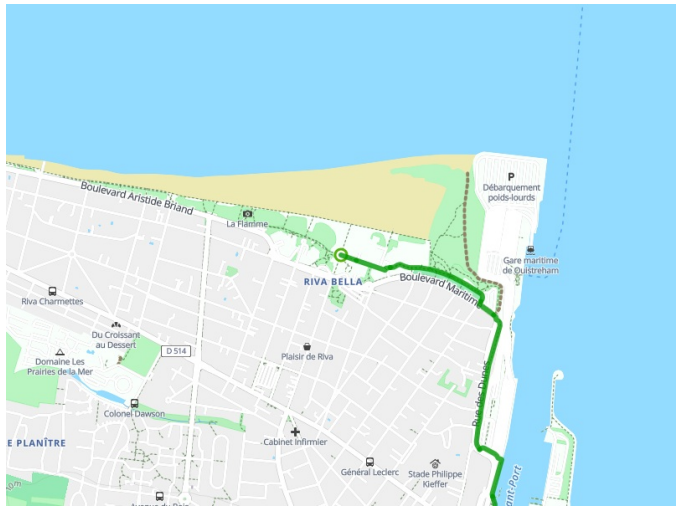 P
Débarquement
poids-lourds
Boulevard Aristide Briand
La Flamme
Gare maritime
de Ouistreham
RIVA BELLA
Boulevard Maritime
Riva Charmettes
Du Croissant
au Dessert
D 514
Plaisir de Riva
Domaine Les
Prairies de la Mer
Rue des Dunes
Colonel Dawson
E PLANÎTRE
Cabinet Infirmier
Général Leclerc
Stade Philippe
Kieffer
ant-Port